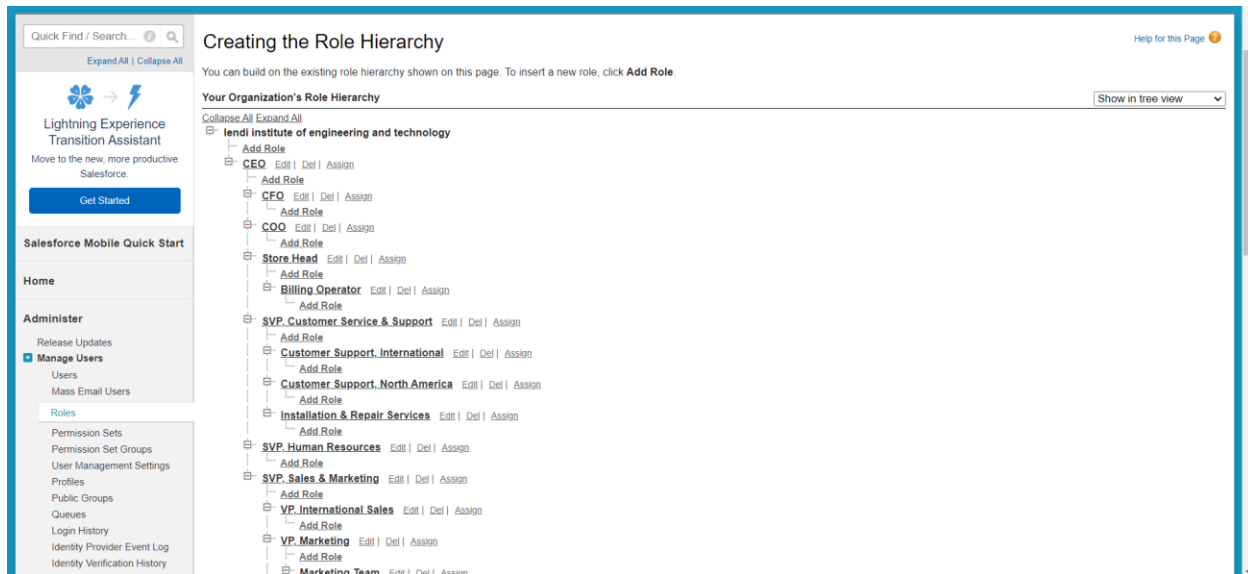 Quick Find / Search...
Expand All | Collapse All
Lightning Experience
Transition Assistant
Move to the new, more productive
Salesforce.
Get Started
Salesforce Mobile Quick Start
Home
Administer
Release Updates
Manage Users
Users
Mass Email Users
Roles
Permission Sets
Permission Set Groups
User Management Settings
Profiles
Public Groups
Queues
Login History
Identity Provider Event Log
Identity Verification History
Creating the Role Hierarchy
Help for this Page ?
You can build on the existing role hierarchy shown on this page. To insert a new role, click Add Role.
Your Organization's Role Hierarchy
Show in tree view
Collapse All Expand All
lendi institute of engineering and technology
Add Role
CEO Edit | Del | Assign
Add Role
CFO Edit | Del | Assign
Add Role
COO Edit | Del | Assign
Add Role
Store Head Edit | Del | Assign
Add Role
Billing Operator Edit | Del | Assign
Add Role
SVP, Customer Service & Support Edit | Del | Assign
Add Role
Customer Support, International Edit | Del | Assign
Add Role
Customer Support, North America Edit | Del | Assign
Add Role
Installation & Repair Services Edit | Del | Assign
Add Role
SVP, Human Resources Edit | Del | Assign
Add Role
SVP, Sales & Marketing Edit | Del | Assign
Add Role
VP, International Sales Edit | Del | Assign
Add Role
VP, Marketing Edit | Del | Assign
Add Role
Marketing Team Edit | Del | Assign